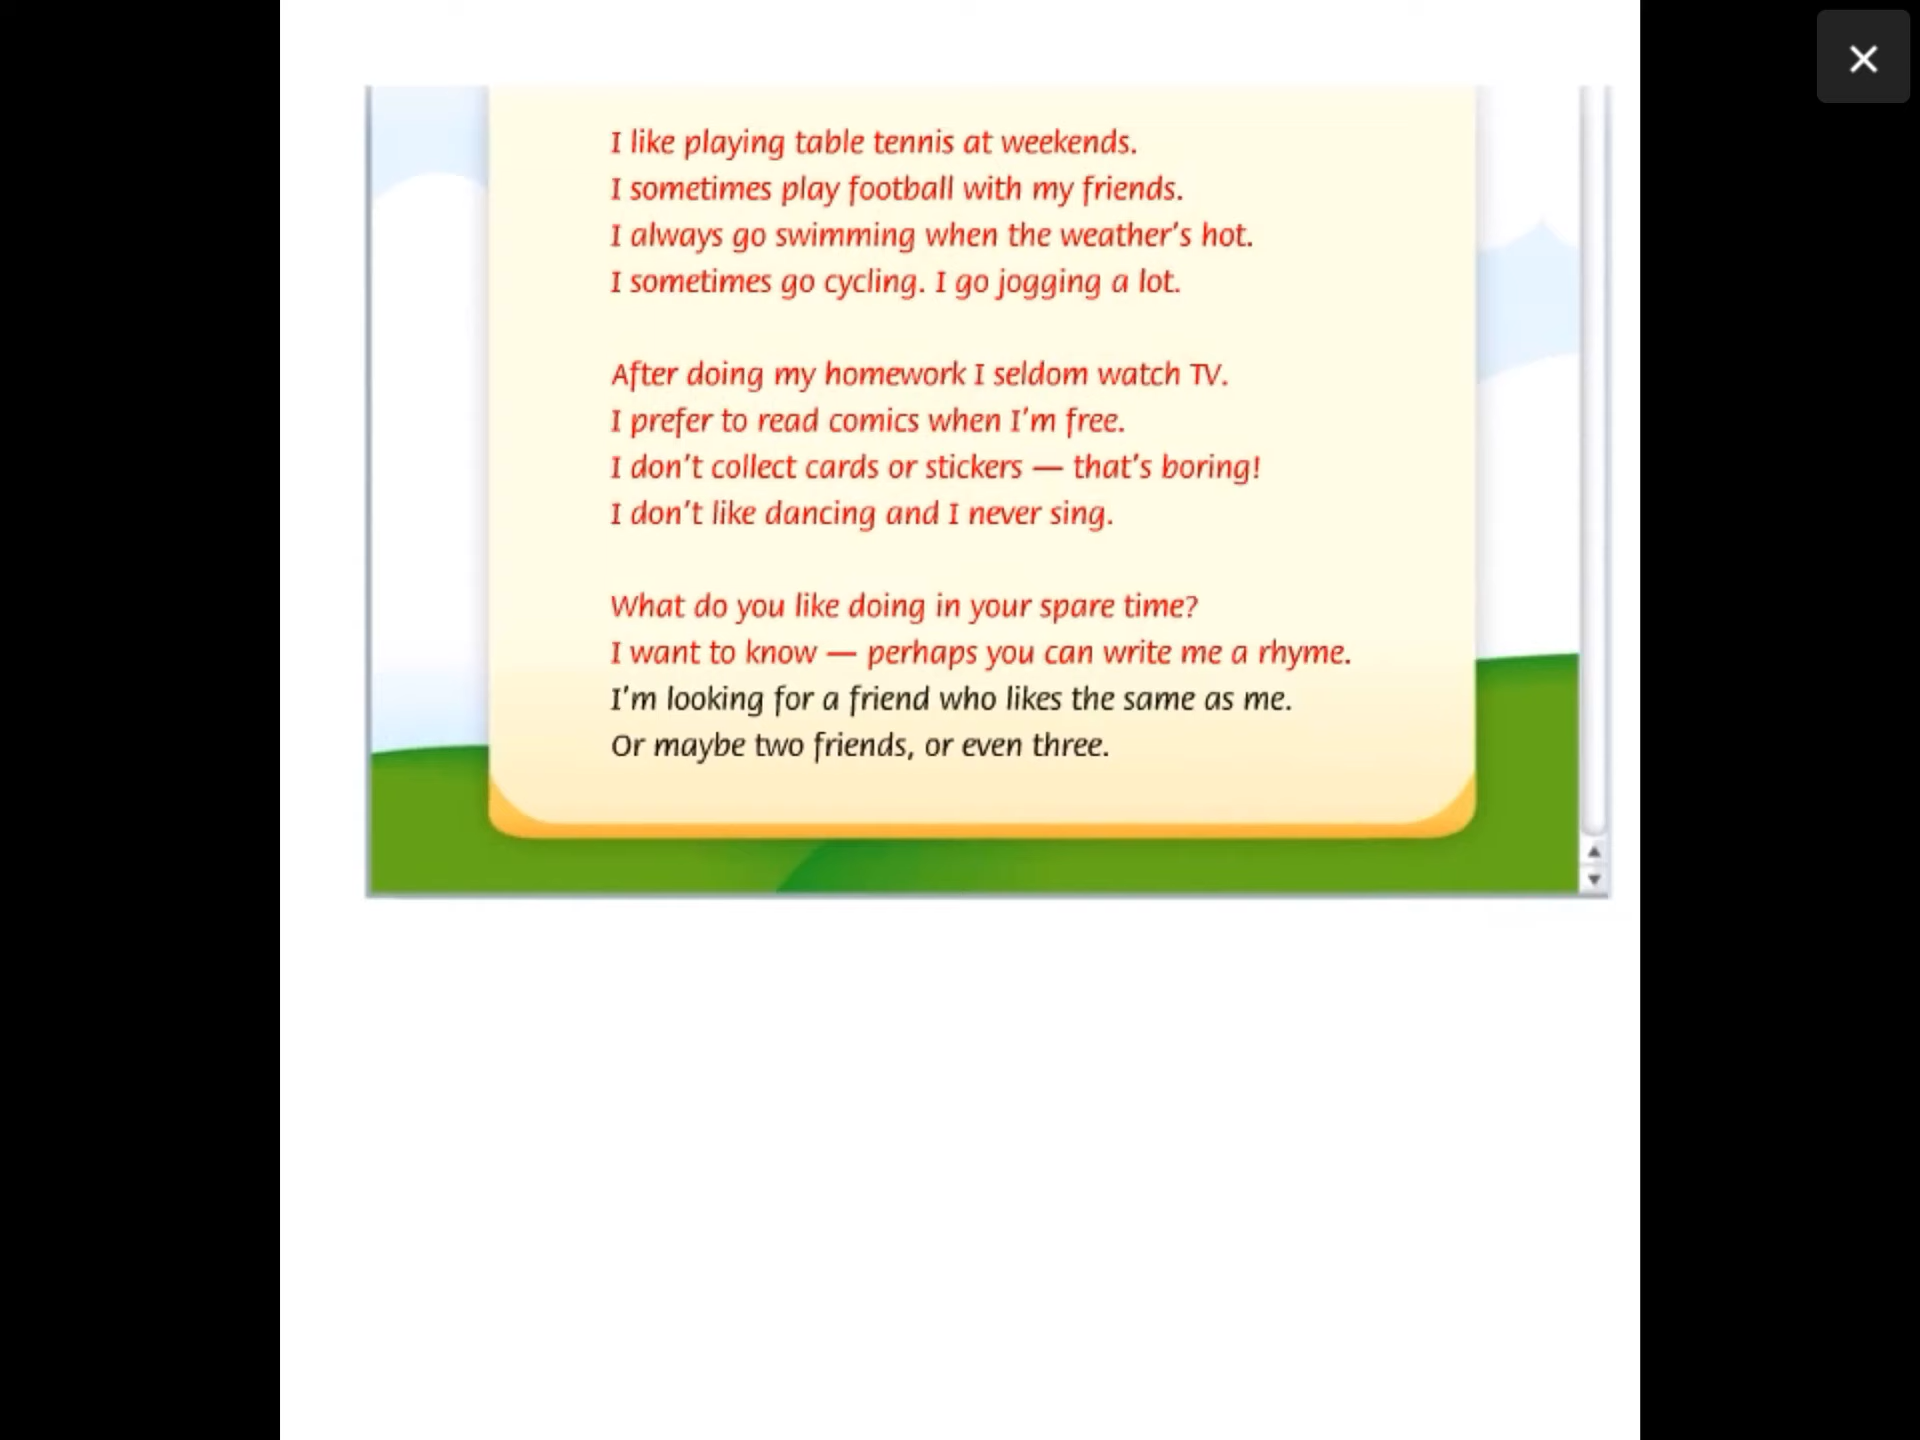 I like playing table tennis at weekends.
I sometimes play football with my friends.
I always go swimming when the weather’s hot.
I sometimes go cycling. I go jogging a lot.
After doing my homework I seldom watch TV.
I prefer to read comics when I’m free.
I don’t collect cards or stickers — that’s boring!
I don’t like dancing and I never sing.
What do you like doing in your spare time?
I want to know — perhaps you can write me a rhyme.
I’m looking for a friend who likes the same as me.
Or maybe two friends, or even three.